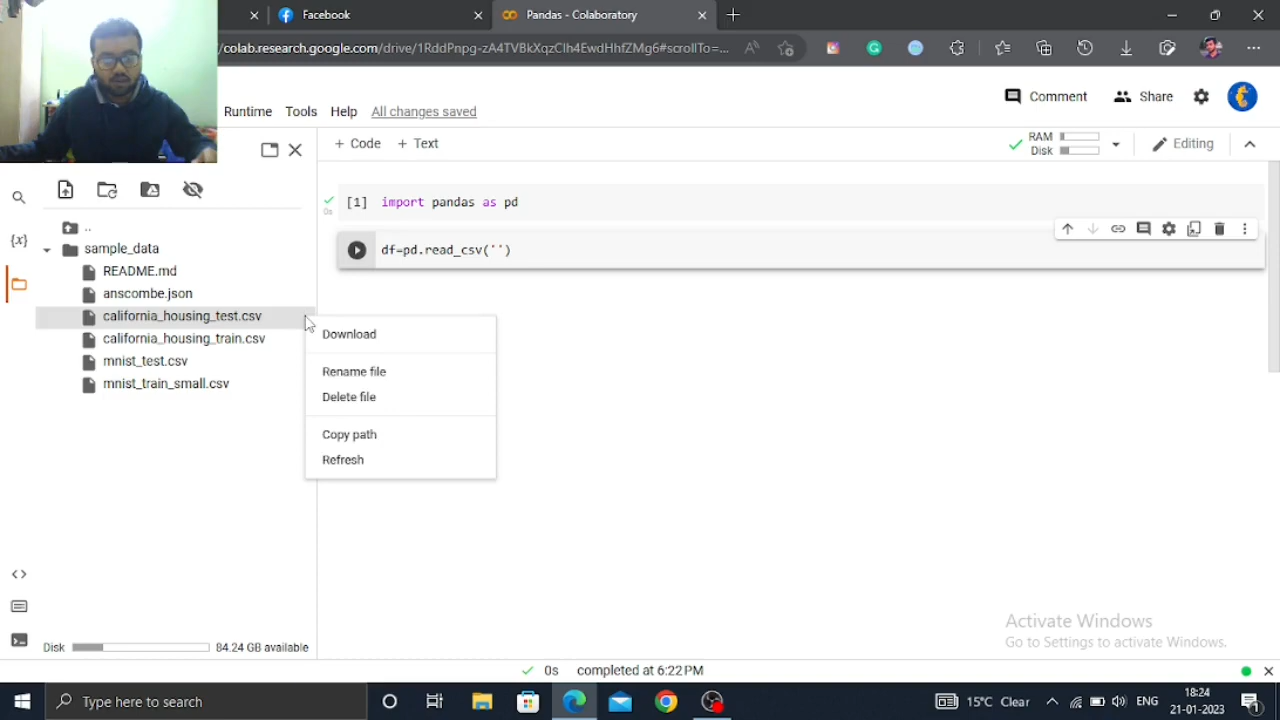 Facebook
Pandas - Colaboratory
/colab.research.google.com/drive/1RddPnpg-zA4TVBkXqzCIh4EwdHhfZMg6#scrollTo=...
Runtime Tools Help All changes saved
Comment Share
+ Code + Text
RAM
Disk
Editing
[1] import pandas as pd
df=pd.read_csv('')
..
sample_data
README.md
anscombe.json
california_housing_test.csv
california_housing_train.csv
mnist_test.csv
mnist_train_small.csv
Download
Rename file
Delete file
Copy path
Refresh
{x}
0s
Disk 84.24 GB available
Activate Windows
Go to Settings to activate Windows.
0s completed at 6:22 PM
Type here to search
15°C Clear
ENG
18:24
21-01-2023
1